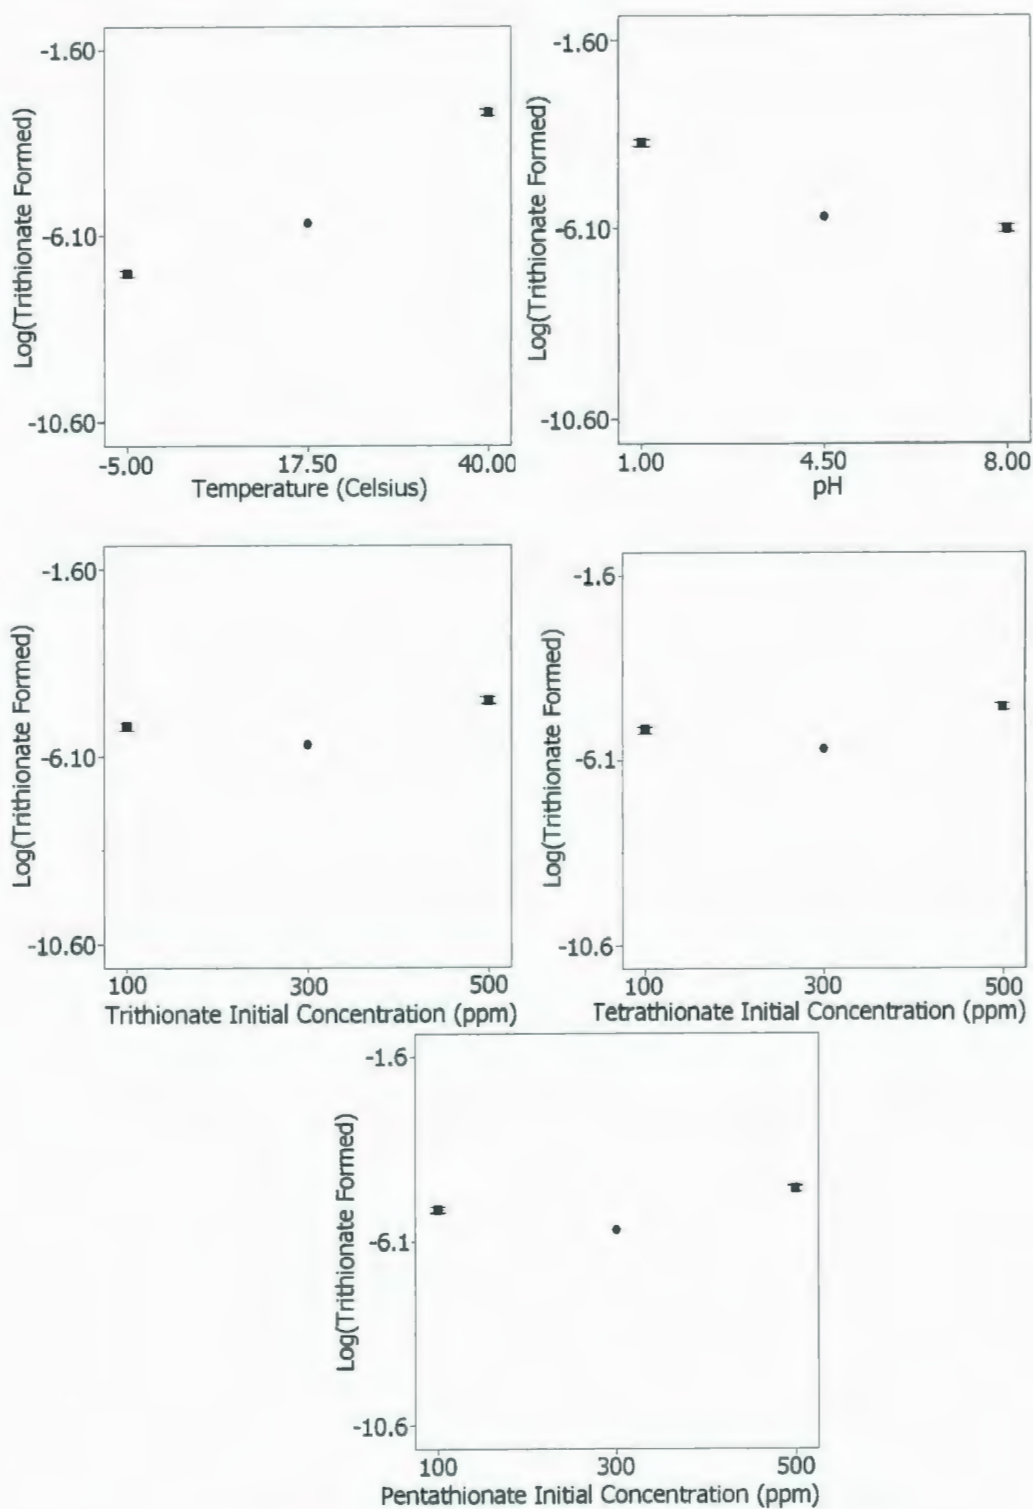 -1.60
-6.10
-10.60
Log(Trithionate Formed)
-5.00 17.50 40.00
Temperature (Celsius)
-1.60
-6.10
-10.60
Log(Trithionate Formed)
1.00 4.50 8.00
pH
-1.60
-6.10
-10.60
Log(Trithionate Formed)
100 300 500
Trithionate Initial Concentration (ppm)
-1.6
-6.1
-10.6
Log(Trithionate Formed)
100 300 500
Tetrathionate Initial Concentration (ppm)
-1.6
-6.1
-10.6
Log(Trithionate Formed)
100 300 500
Pentathionate Initial Concentration (ppm)